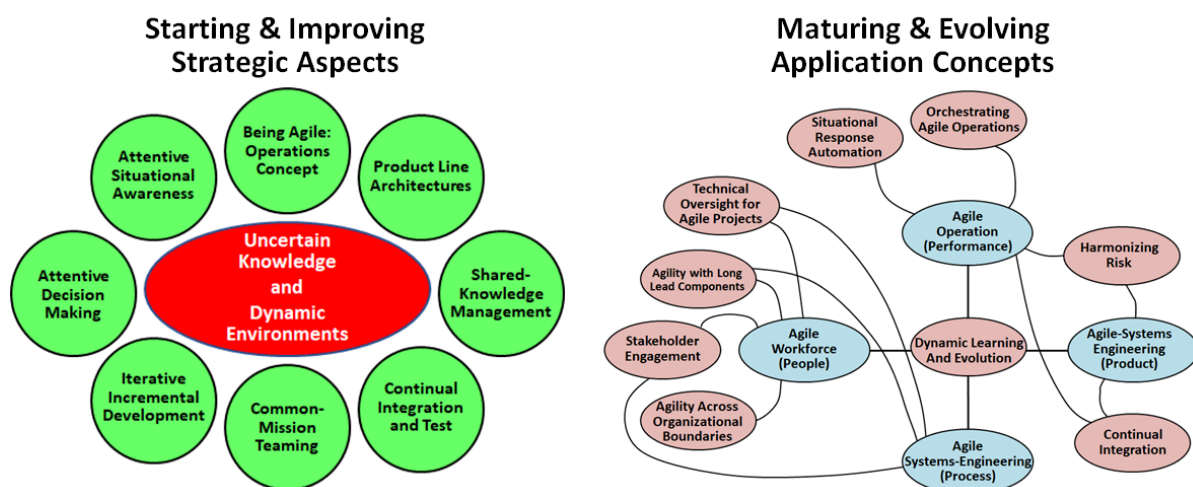 Starting & Improving
Strategic Aspects
Being Agile:
Operations
Concept
Attentive
Situational
Awareness
Product Line
Architectures
Uncertain
Knowledge
and
Dynamic
Environments
Attentive
Decision
Making
Shared-
Knowledge
Management
Iterative
Incremental
Development
Common-
Mission
Teaming
Continual
Integration
and Test
Maturing & Evolving
Application Concepts
Orchestrating
Agile Operations
Situational
Response
Automation
Technical
Oversight for
Agile Projects
Agile
Operation
(Performance)
Harmonizing
Risk
Agility with Long
Lead Components
Stakeholder
Engagement
Agile
Workforce
(People)
Dynamic Learning
And Evolution
Agile-Systems
Engineering
(Product)
Agility Across
Organizational
Boundaries
Agile
Systems-Engineering
(Process)
Continual
Integration